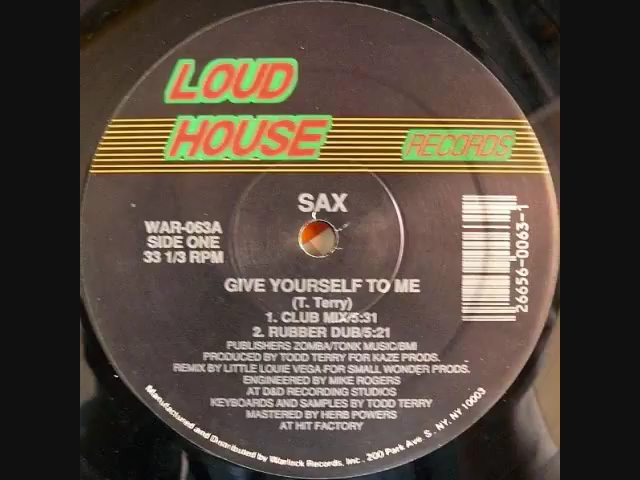 LOUD
HOUSE
RECORDS
SAX
WAR-063A
SIDE ONE
33 1/3 RPM
26656-0063-1
GIVE YOURSELF TO ME
(T. Terry)
1. CLUB MIX/5:31
2. RUBBER DUB/5:21
PUBLISHERS ZOMBA/TONK MUSIC/BMI
PRODUCED BY TODD TERRY FOR KAZE PRODS.
REMIX BY LITTLE LOUIE VEGA FOR SMALL WONDER PRODS.
ENGINEERED BY MIKE ROGERS
AT D&D RECORDING STUDIOS
KEYBOARDS AND SAMPLES BY TODD TERRY
MASTERED BY HERB POWERS
AT HIT FACTORY
Manufactured and Distributed by Warlock Records, Inc. 200 Park Ave S. NY, NY 10003